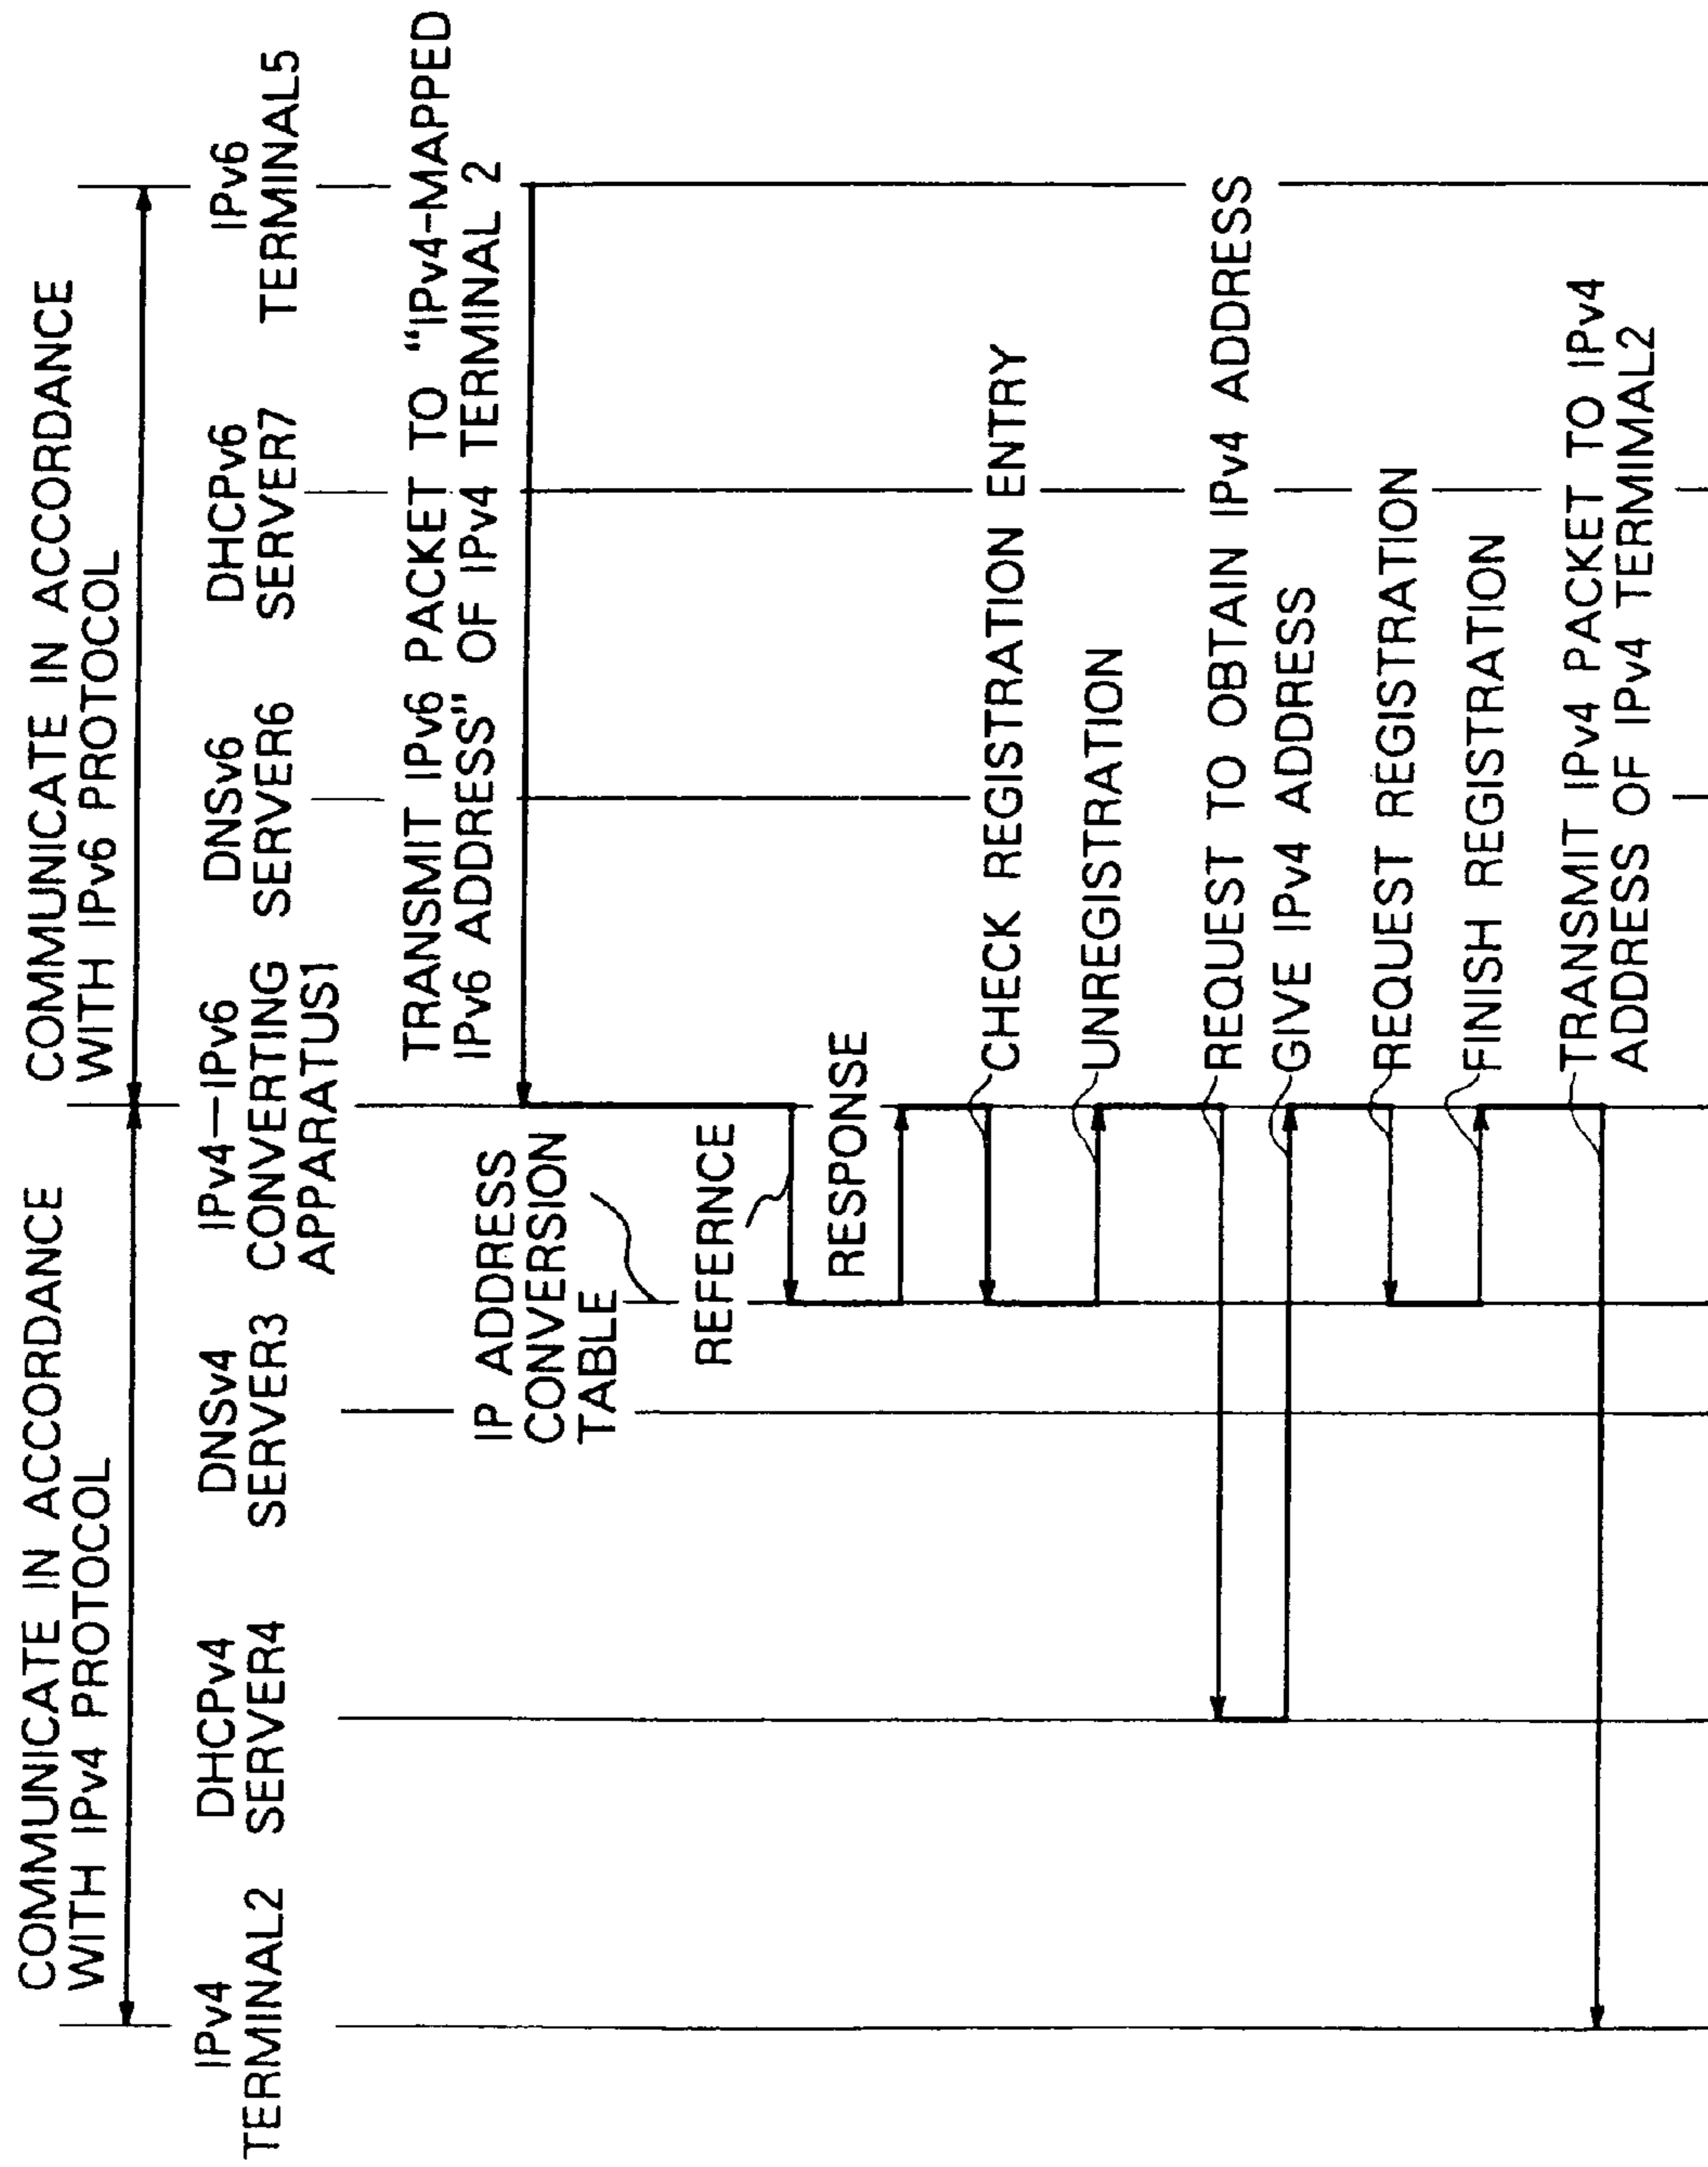 COMMUNICATE IN ACCORDANCE
WITH IPv4 PROTOCOL
COMMUNICATE IN ACCORDANCE
WITH IPv6 PROTOCOL
IPv4
TERMINAL2
DHCPv4
SERVER4
DNSv4
SERVER3
IPv4—IPv6
CONVERTING
APPARATUS1
DNSv6
SERVER6
DHCPv6
SERVER7
IPv6
TERMINAL5
TRANSMIT IPv6 PACKET TO "IPv4-MAPPED
IPv6 ADDRESS" OF IPv4 TERMINAL 2
IP ADDRESS
CONVERSION
TABLE
REFERNCE
RESPONSE
CHECK REGISTRATION ENTRY
UNREGISTRATION
REQUEST TO OBTAIN IPv4 ADDRESS
GIVE IPv4 ADDRESS
REQUEST REGISTRATION
FINISH REGISTRATION
TRANSMIT IPv4 PACKET TO IPv4
ADDRESS OF IPv4 TERMIMAL2